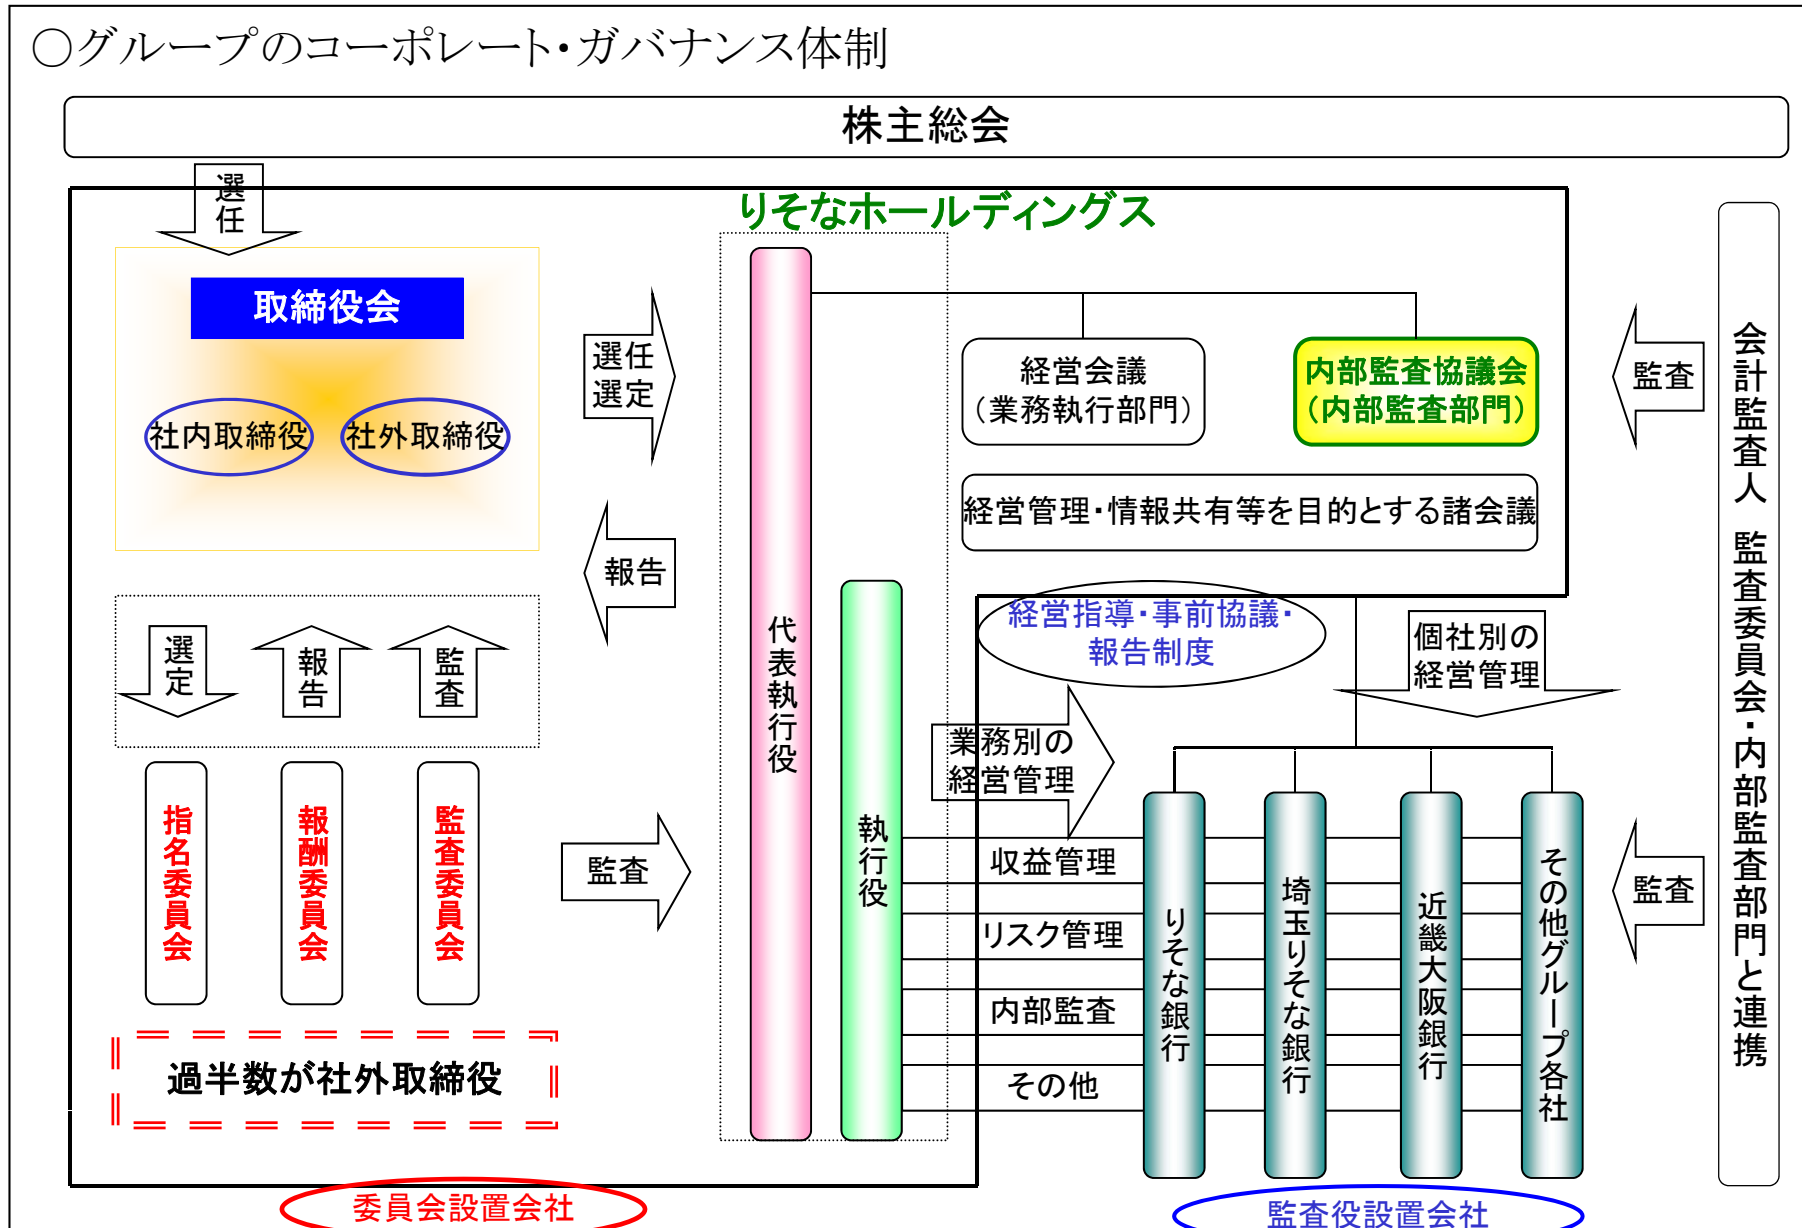 〇グループのコーポレート・ガバナンス体制
株主総会
選任
りそなホールディングス
取締役会
社内取締役
社外取締役
選任
選定
報告
経営会議
(業務執行部門)
内部監査協議会
(内部監査部門)
経営管理・情報共有等を目的とする諸会議
監査
会計監査人 監査委員会・内部監査部門と連携
選定
報告
監査
代表執行役
経営指導・事前協議・
報告制度
個社別の
経営管理
業務別の
経営管理
指名委員会
報酬委員会
監査委員会
監査
執行役
収益管理
リスク管理
内部監査
その他
りそな銀行
埼玉りそな銀行
近畿大阪銀行
その他グループ各社
監査
過半数が社外取締役
委員会設置会社
監査役設置会社